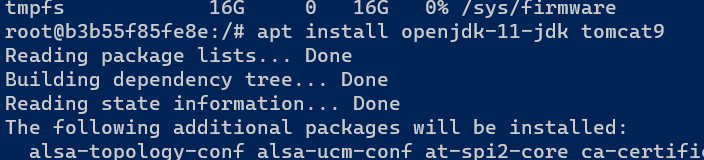 tmpfs 16G 0 16G 0% /sys/firmware
root@b3b55f85fe8e:/# apt install openjdk-11-jdk tomcat9
Reading package lists... Done
Building dependency tree... Done
Reading state information... Done
The following additional packages will be installed:
alsa-topology-conf alsa-ucm-conf at-spi2-core ca-certific